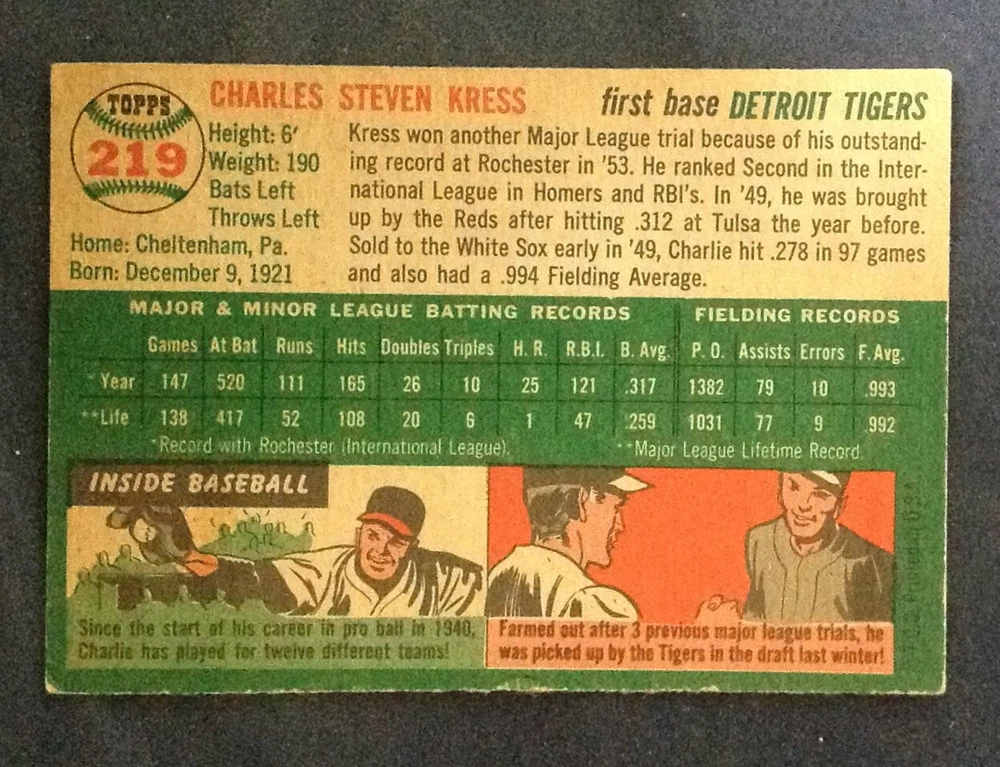 TOPPS
219
CHARLES STEVEN KRESS
first base DETROIT TIGERS
Height: 6'
Weight: 190
Bats Left
Throws Left
Home: Cheltenham, Pa.
Born: December 9, 1921
Kress won another Major League trial because of his outstand-
ing record at Rochester in '53. He ranked Second in the Inter-
national League in Homers and RBI's. In '49, he was brought
up by the Reds after hitting .312 at Tulsa the year before.
Sold to the White Sox early in '49, Charlie hit .278 in 97 games
and also had a .994 Fielding Average.
MAJOR & MINOR LEAGUE BATTING RECORDS FIELDING RECORDS
Games At Bat Runs Hits Doubles Triples H. R. R.B.I. B. Avg. P. O. Assists Errors F. Avg.
*Year 147 520 111 165 26 10 25 121 .317 1382 79 10 .993
**Life 138 417 52 108 20 6 1 47 .259 1031 77 9 .992
*Record with Rochester (International League). **Major League Lifetime Record.
INSIDE BASEBALL
Since the start of his career in pro ball in 1940,
Charlie has played for twelve different teams!
Farmed out after 3 previous major league trials, he
was picked up by the Tigers in the draft last winter!
Printed in U.S.A.